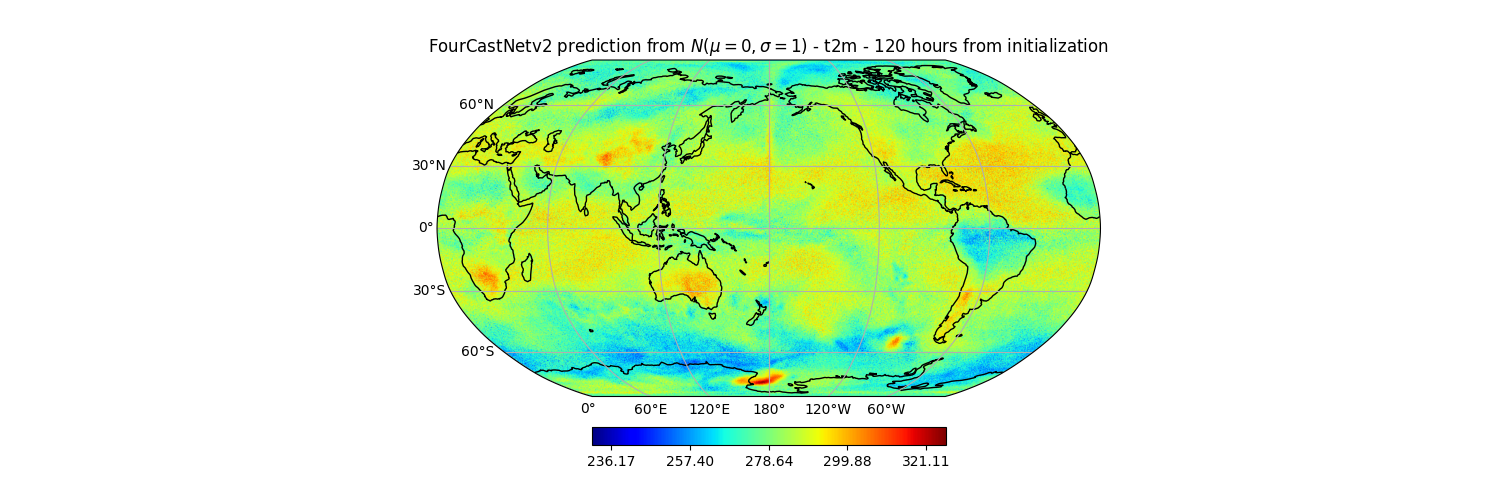 FourCastNetv2 prediction from N(μ = 0, σ = 1) - t2m - 120 hours from initialization
60°N
30°N
0°
30°S
60°S
0° 60°E 120°E 180° 120°W 60°W
236.17 257.40 278.64 299.88 321.11